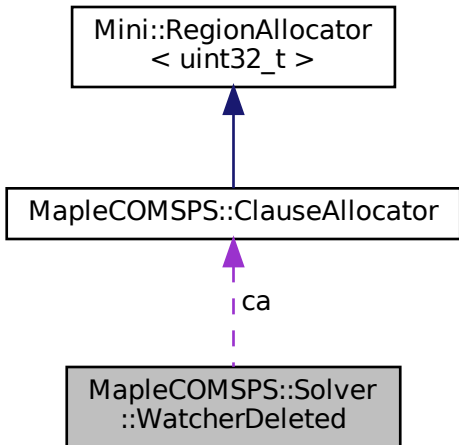 Mini::RegionAllocator
< uint32_t >
MapleCOMSPS::ClauseAllocator
ca
MapleCOMSPS::Solver
::WatcherDeleted